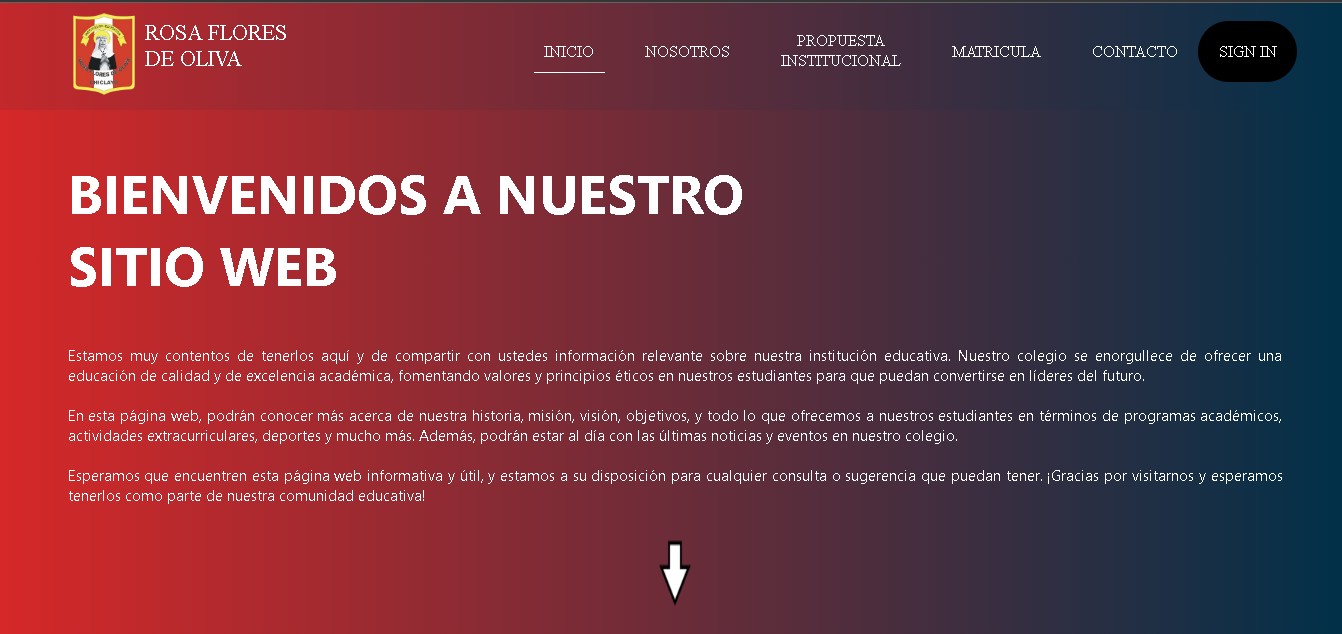 ROSA FLORES
DE OLIVA
INICIO
NOSOTROS
PROPUESTA
INSTITUCIONAL
MATRICULA
CONTACTO
SIGN IN
BIENVENIDOS A NUESTRO
SITIO WEB
Estamos muy contentos de tenerlos aquí y de compartir con ustedes información relevante sobre nuestra institución educativa. Nuestro colegio se enorgullece de ofrecer una
educación de calidad y de excelencia académica, fomentando valores y principios éticos en nuestros estudiantes para que puedan convertirse en líderes del futuro.
En esta página web, podrán conocer más acerca de nuestra historia, misión, visión, objetivos, y todo lo que ofrecemos a nuestros estudiantes en términos de programas académicos,
actividades extracurriculares, deportes y mucho más. Además, podrán estar al día con las últimas noticias y eventos en nuestro colegio.
Esperamos que encuentren esta página web informativa y útil, y estamos a su disposición para cualquier consulta o sugerencia que puedan tener. ¡Gracias por visitarnos y esperamos
tenerlos como parte de nuestra comunidad educativa!